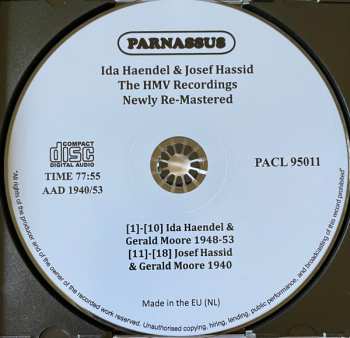 PARNASSUS
Ida Haendel & Josef Hassid
The HMV Recordings
Newly Re-Mastered
COMPACT
disc
DIGITAL AUDIO
TIME 77:55
AAD 1940/53
PACL 95011
[1]-[10] Ida Haendel &
Gerald Moore 1948-53
[11]-[18] Josef Hassid
& Gerald Moore 1940
Made in the EU (NL)
"All rights of the producer and any of the owner of the recorded work reserved. Unauthorised copying, hiring, lending, public performance, and broadcasting of this record prohibited"